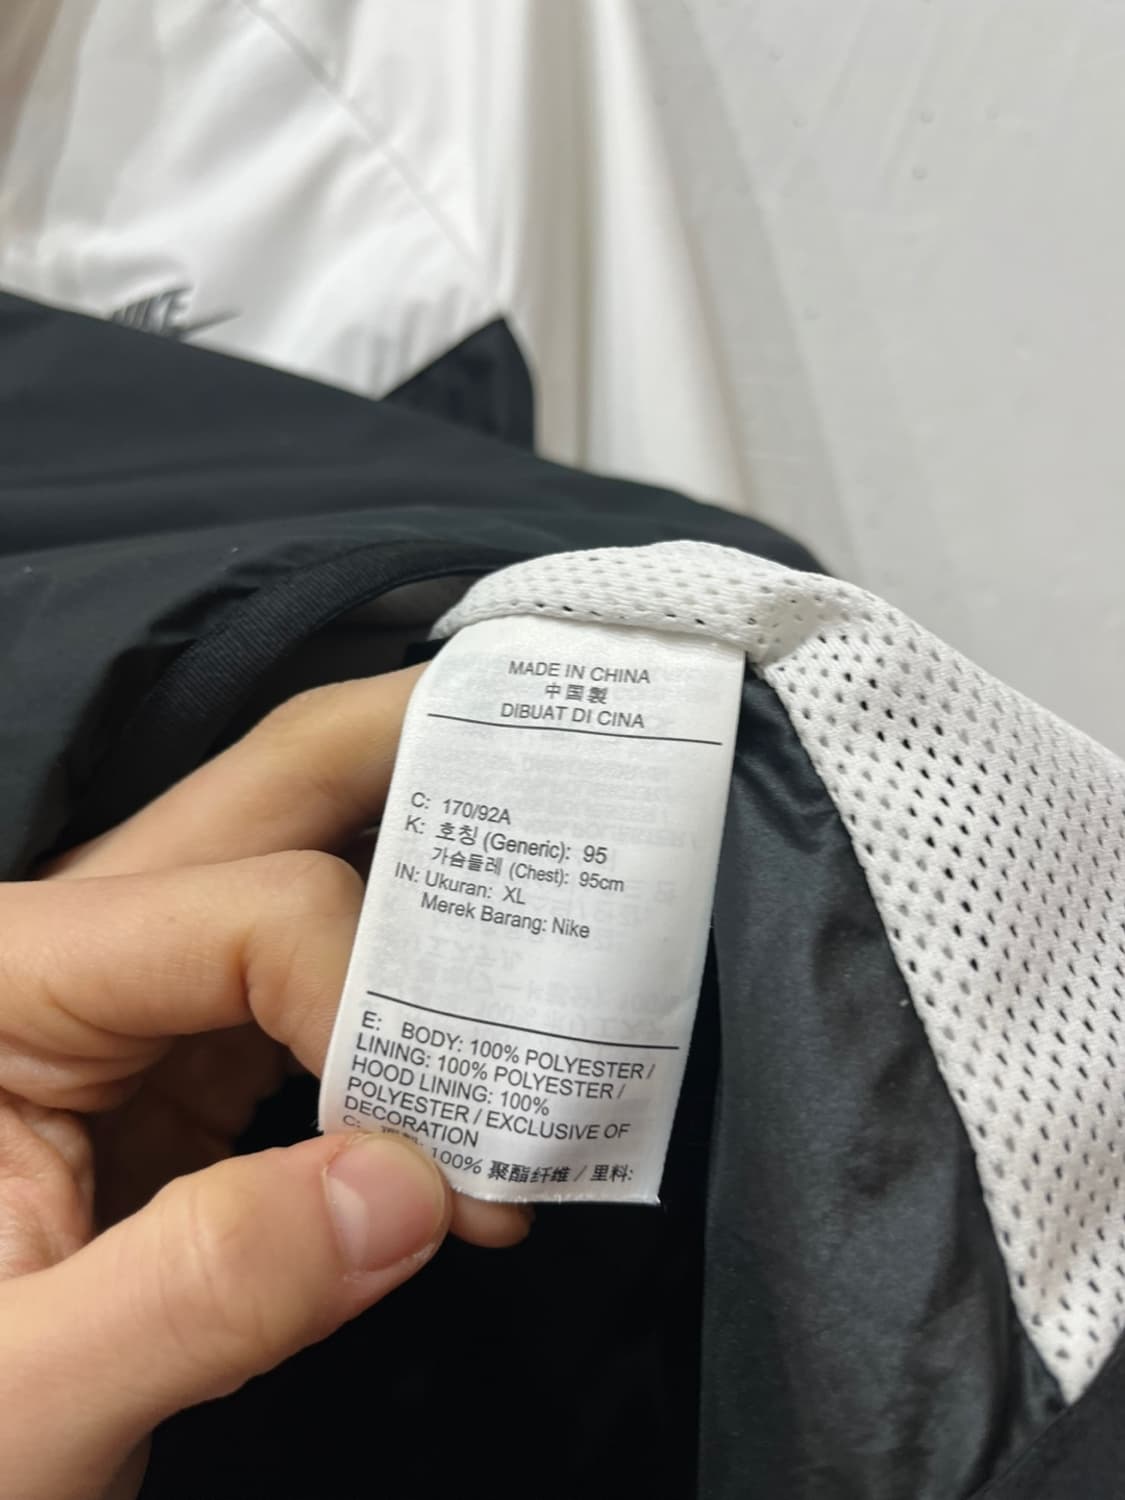 NIKE
MADE IN CHINA
中国製
DIBUAT DI CINA
C: 170/92A
K: 호칭 (Generic): 95
가슴둘레 (Chest): 95cm
IN: Ukuran: XL
Merek Barang: Nike
E: BODY: 100% POLYESTER /
LINING: 100% POLYESTER /
HOOD LINING: 100%
POLYESTER / EXCLUSIVE OF
DECORATION
C: 100% 聚酯纤维 / 里料: